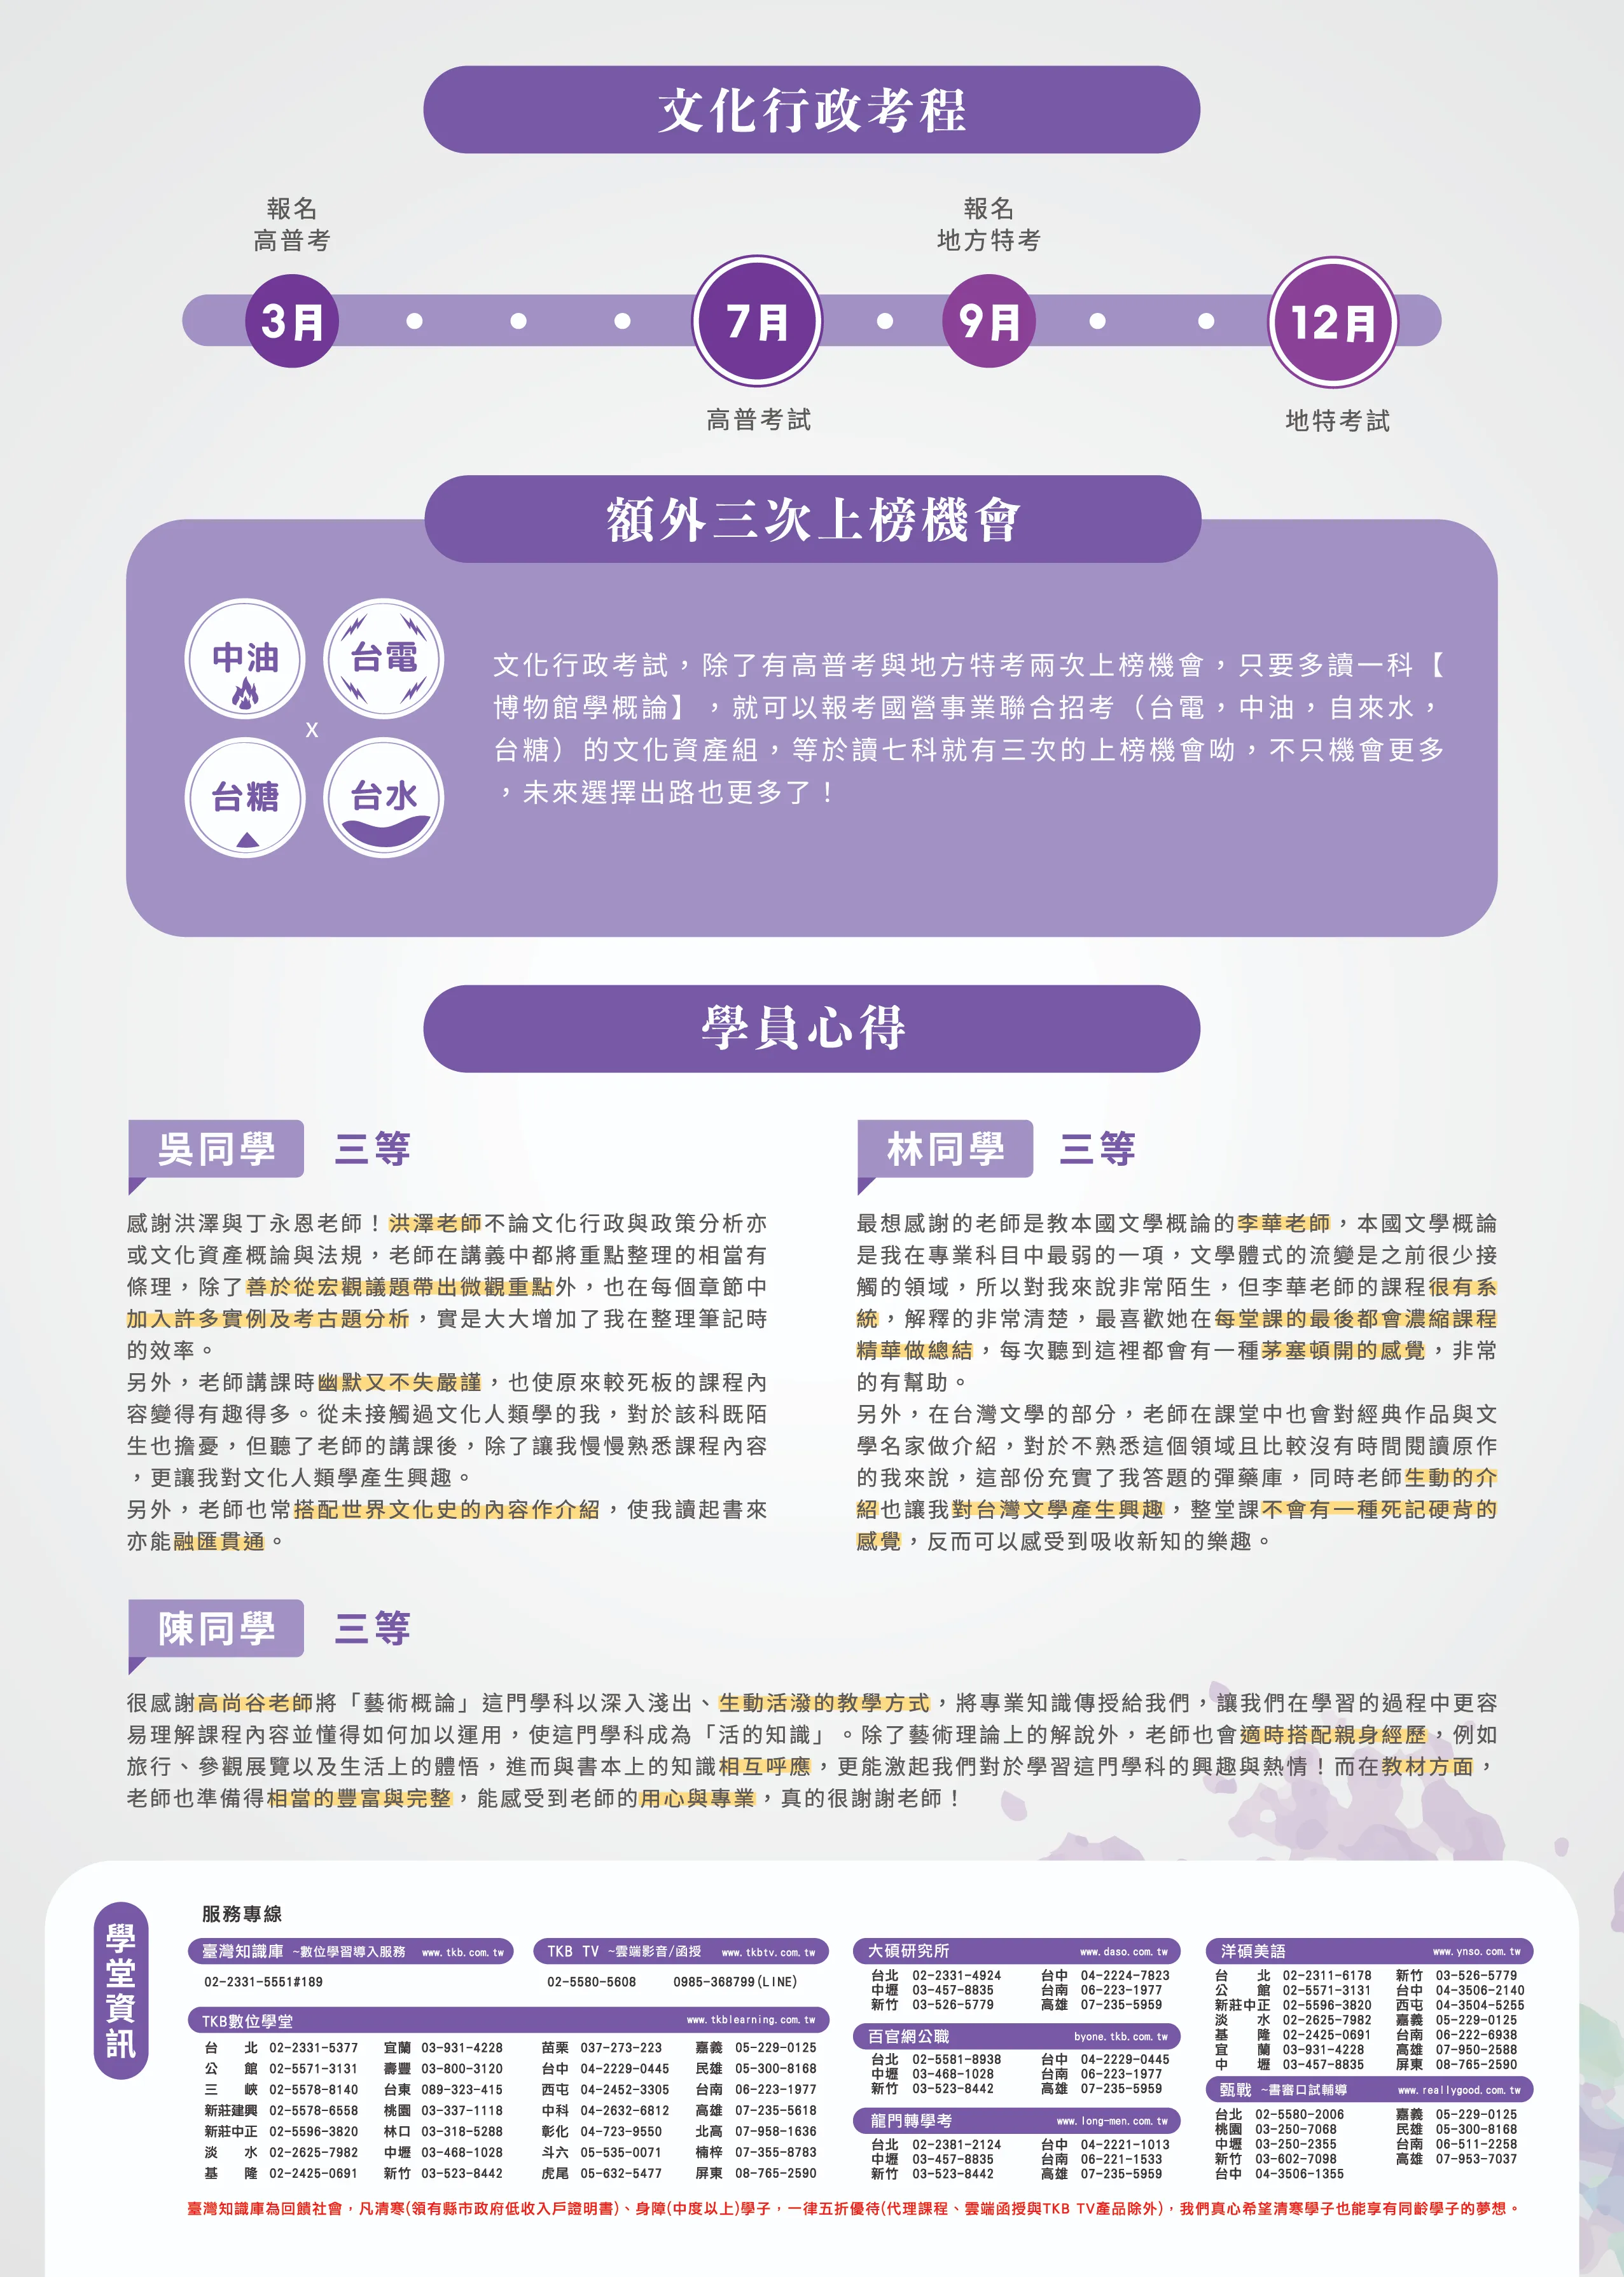 文化行政考程
報名
高普考
報名
地方特考
3月
7月
9月
12月
高普考試
地特考試
額外三次上榜機會
中油
台電
x
台糖
台水
文化行政考試，除了有高普考與地方特考兩次上榜機會，只要多讀一科【
博物館學概論】，就可以報考國營事業聯合招考（台電，中油，自來水，
台糖）的文化資產組，等於讀七科就有三次的上榜機會呦，不只機會更多
，未來選擇出路也更多了！
學員心得
吳同學 三等
感謝洪澤與丁永恩老師！洪澤老師不論文化行政與政策分析亦
或文化資產概論與法規，老師在講義中都將重點整理的相當有
條理，除了善於從宏觀議題帶出微觀重點外，也在每個章節中
加入許多實例及考古題分析，實是大大增加了我在整理筆記時
的效率。
另外，老師講課時幽默又不失嚴謹，也使原來較死板的課程內
容變得有趣得多。從未接觸過文化人類學的我，對於該科既陌
生也擔憂，但聽了老師的講課後，除了讓我慢慢熟悉課程內容
，更讓我對文化人類學產生興趣。
另外，老師也常搭配世界文化史的內容作介紹，使我讀起書來
亦能融匯貫通。
林同學 三等
最想感謝的老師是教本國文學概論的李華老師，本國文學概論
是我在專業科目中最弱的一項，文學體式的流變是之前很少接
觸的領域，所以對我來說非常陌生，但李華老師的課程很有系
統，解釋的非常清楚，最喜歡她在每堂課的最後都會濃縮課程
精華做總結，每次聽到這裡都會有一種茅塞頓開的感覺，非常
的有幫助。
另外，在台灣文學的部分，老師在課堂中也會對經典作品與文
學名家做介紹，對於不熟悉這個領域且比較沒有時間閱讀原作
的我來說，這部份充實了我答題的彈藥庫，同時老師生動的介
紹也讓我對台灣文學產生興趣，整堂課不會有一種死記硬背的
感覺，反而可以感受到吸收新知的樂趣。
陳同學 三等
很感謝高尚谷老師將「藝術概論」這門學科以深入淺出、生動活潑的教學方式，將專業知識傳授給我們，讓我們在學習的過程中更容
易理解課程內容並懂得如何加以運用，使這門學科成為「活的知識」。除了藝術理論上的解說外，老師也會適時搭配親身經歷，例如
旅行、參觀展覽以及生活上的體悟，進而與書本上的知識相互呼應，更能激起我們對於學習這門學科的興趣與熱情！而在教材方面，
老師也準備得相當的豐富與完整，能感受到老師的用心與專業，真的很謝謝老師！
學堂資訊
服務專線
臺灣知識庫 ~數位學習導入服務 www.tkb.com.tw
02-2331-5551#189
TKB TV ~雲端影音/函授 www.tkbtv.com.tw
02-5580-5608 0985-368799(LINE)
TKB數位學堂 www.tkblearning.com.tw
台北 02-2331-5377 宜蘭 03-931-4228 苗栗 037-273-223 嘉義 05-229-0125
公館 02-5571-3131 壽豐 03-800-3120 台中 04-2229-0445 民雄 05-300-8168
三峽 02-5578-8140 台東 089-323-415 西屯 04-2452-3305 台南 06-223-1977
新莊建興 02-5578-6558 桃園 03-337-1118 中科 04-2632-6812 高雄 07-235-5618
新莊中正 02-5596-3820 林口 03-318-5288 彰化 04-723-9550 北高 07-958-1636
淡水 02-2625-7982 中壢 03-468-1028 斗六 05-535-0071 楠梓 07-355-8783
基隆 02-2425-0691 新竹 03-523-8442 虎尾 05-632-5477 屏東 08-765-2590
大碩研究所 www.daso.com.tw
台北 02-2331-4924 台中 04-2224-7823
中壢 03-457-8835 台南 06-223-1977
新竹 03-526-5779 高雄 07-235-5959
百官網公職 byone.tkb.com.tw
台北 02-5581-8938 台中 04-2229-0445
中壢 03-468-1028 台南 06-223-1977
新竹 03-523-8442 高雄 07-235-5959
龍門轉學考 www.long-men.com.tw
台北 02-2381-2124 台中 04-2221-1013
中壢 03-457-8835 台南 06-221-1533
新竹 03-523-8442 高雄 07-235-5959
洋碩美語 www.ynso.com.tw
台北 02-2311-6178 新竹 03-526-5779
公館 02-5571-3131 台中 04-3506-2140
新莊中正 02-5596-3820 西屯 04-3504-5255
淡水 02-2625-7982 嘉義 05-229-0125
基隆 02-2425-0691 台南 06-222-6938
宜蘭 03-931-4228 高雄 07-950-2588
中壢 03-457-8835 屏東 08-765-2590
甄戰 ~書審口試輔導 www.reallygood.com.tw
台北 02-5580-2006 嘉義 05-229-0125
桃園 03-250-7068 民雄 05-300-8168
中壢 03-250-2355 台南 06-511-2258
新竹 03-602-7098 高雄 07-953-7037
台中 04-3506-1355
臺灣知識庫為回饋社會，凡清寒(領有縣市政府低收入戶證明書)、身障(中度以上)學子，一律五折優待(代理課程、雲端函授與TKB TV產品除外)，我們真心希望清寒學子也能享有同齡學子的夢想。